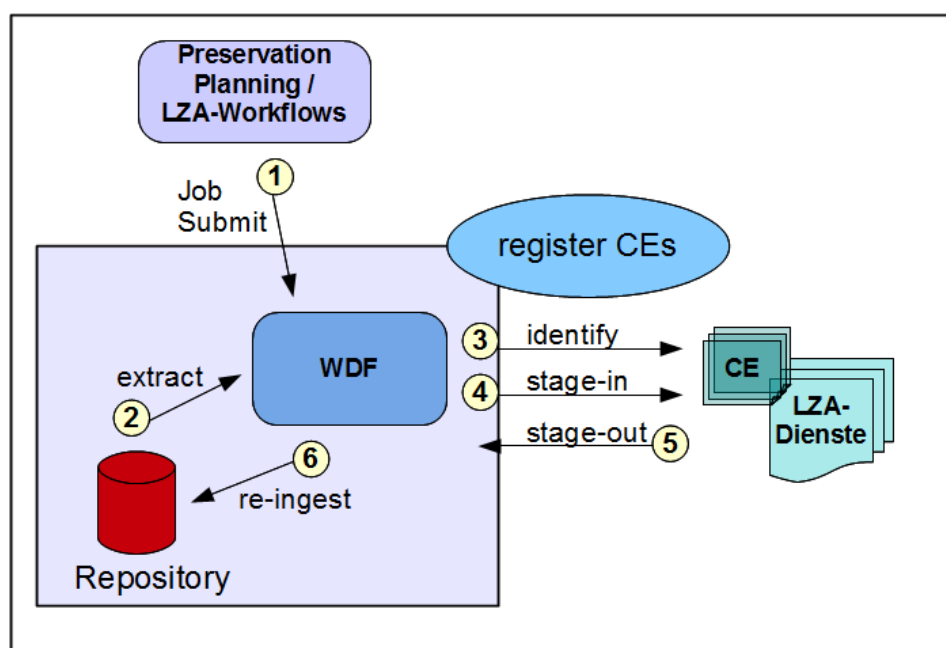 Preservation
Planning /
LZA-Workflows
1
Job
Submit
register CEs
WDF
3
identify
4
stage-in
stage-out
5
CE
LZA-
Dienste
extract
2
6
re-ingest
Repository